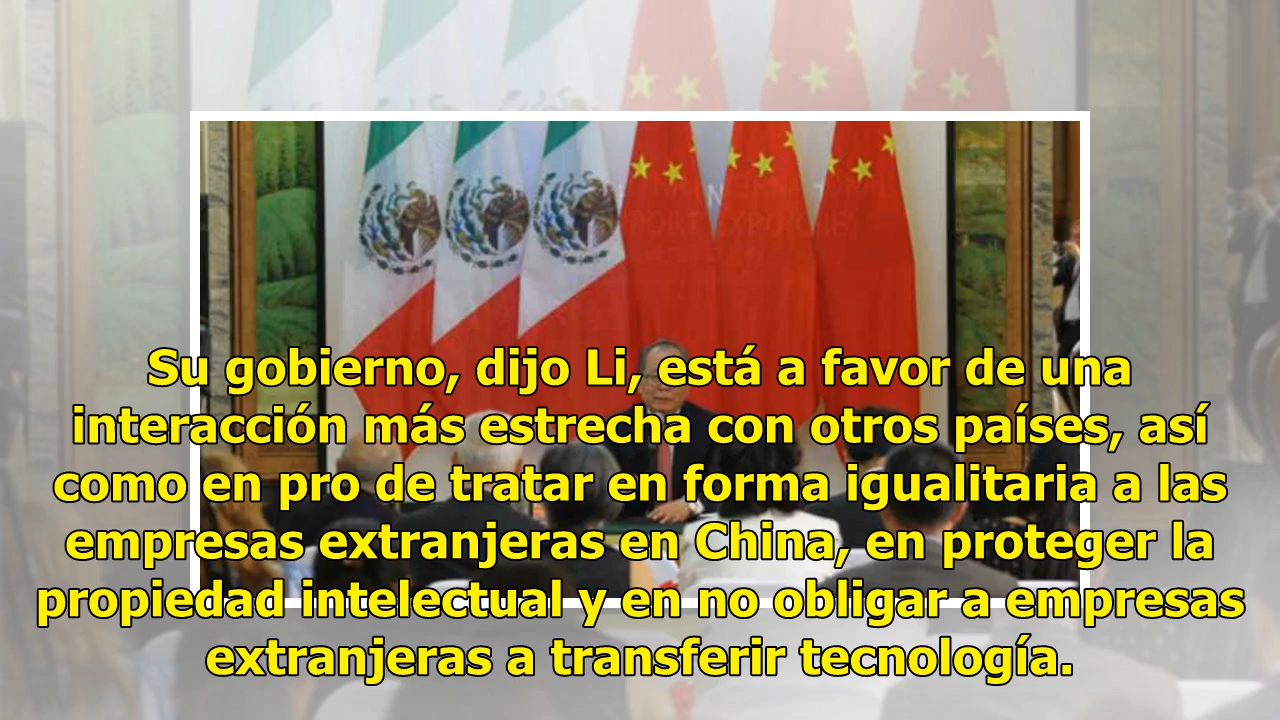 Su gobierno, dijo Li, está a favor de una
interacción más estrecha con otros países, así
como en pro de tratar en forma igualitaria a las
empresas extranjeras en China, en proteger la
propiedad intelectual y en no obligar a empresas
extranjeras a transferir tecnología.